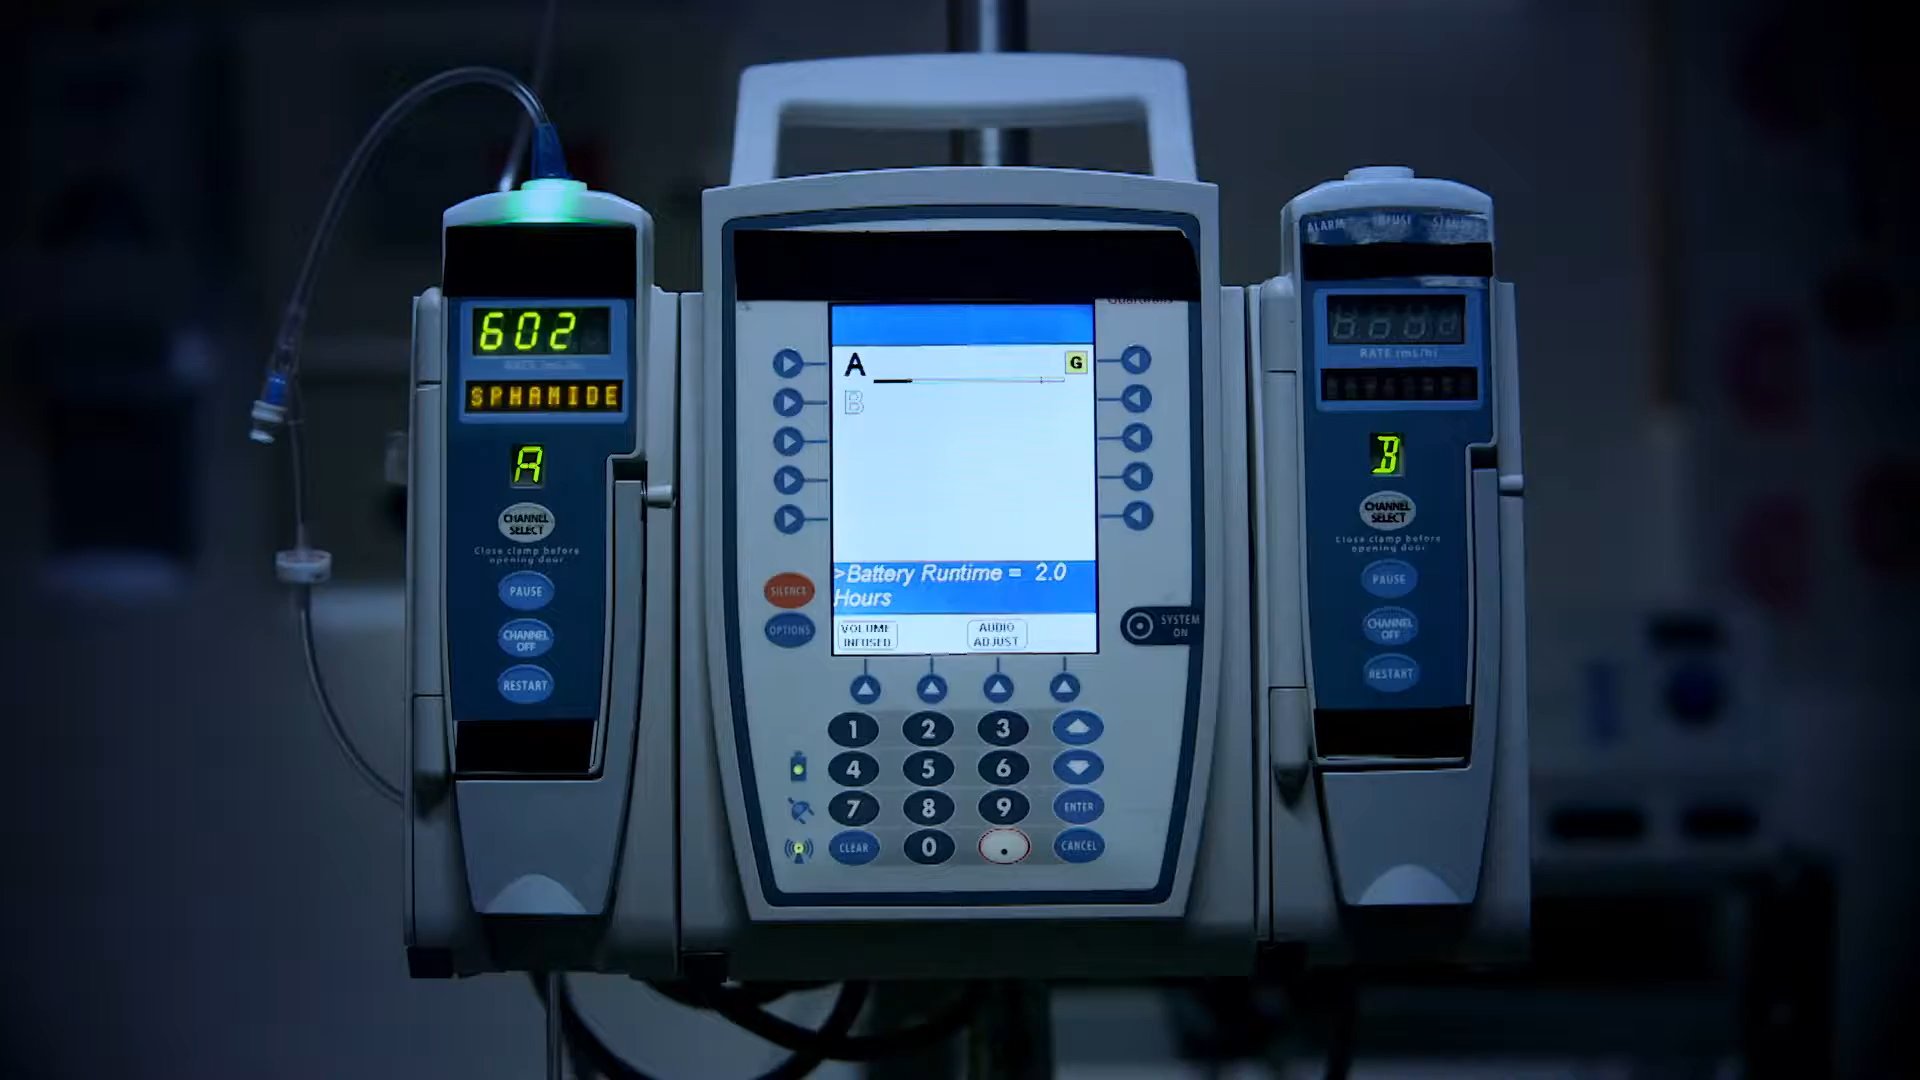 602
SPHAMIDE
A
CHANNEL
SELECT
Close clamp before
opening door
PAUSE
CHANNEL
OFF
RESTART
A
G
B
>Battery Runtime = 2.0
Hours
VOLUME
INFUSED
AUDIO
ADJUST
SILENCE
OPTIONS
SYSTEM
ON
1 2 3
4 5 6
7 8 9 ENTER
CLEAR 0 . CANCEL
ALARM
RATE (mL/h)
B
CHANNEL
SELECT
Close clamp before
opening door
PAUSE
CHANNEL
OFF
RESTART